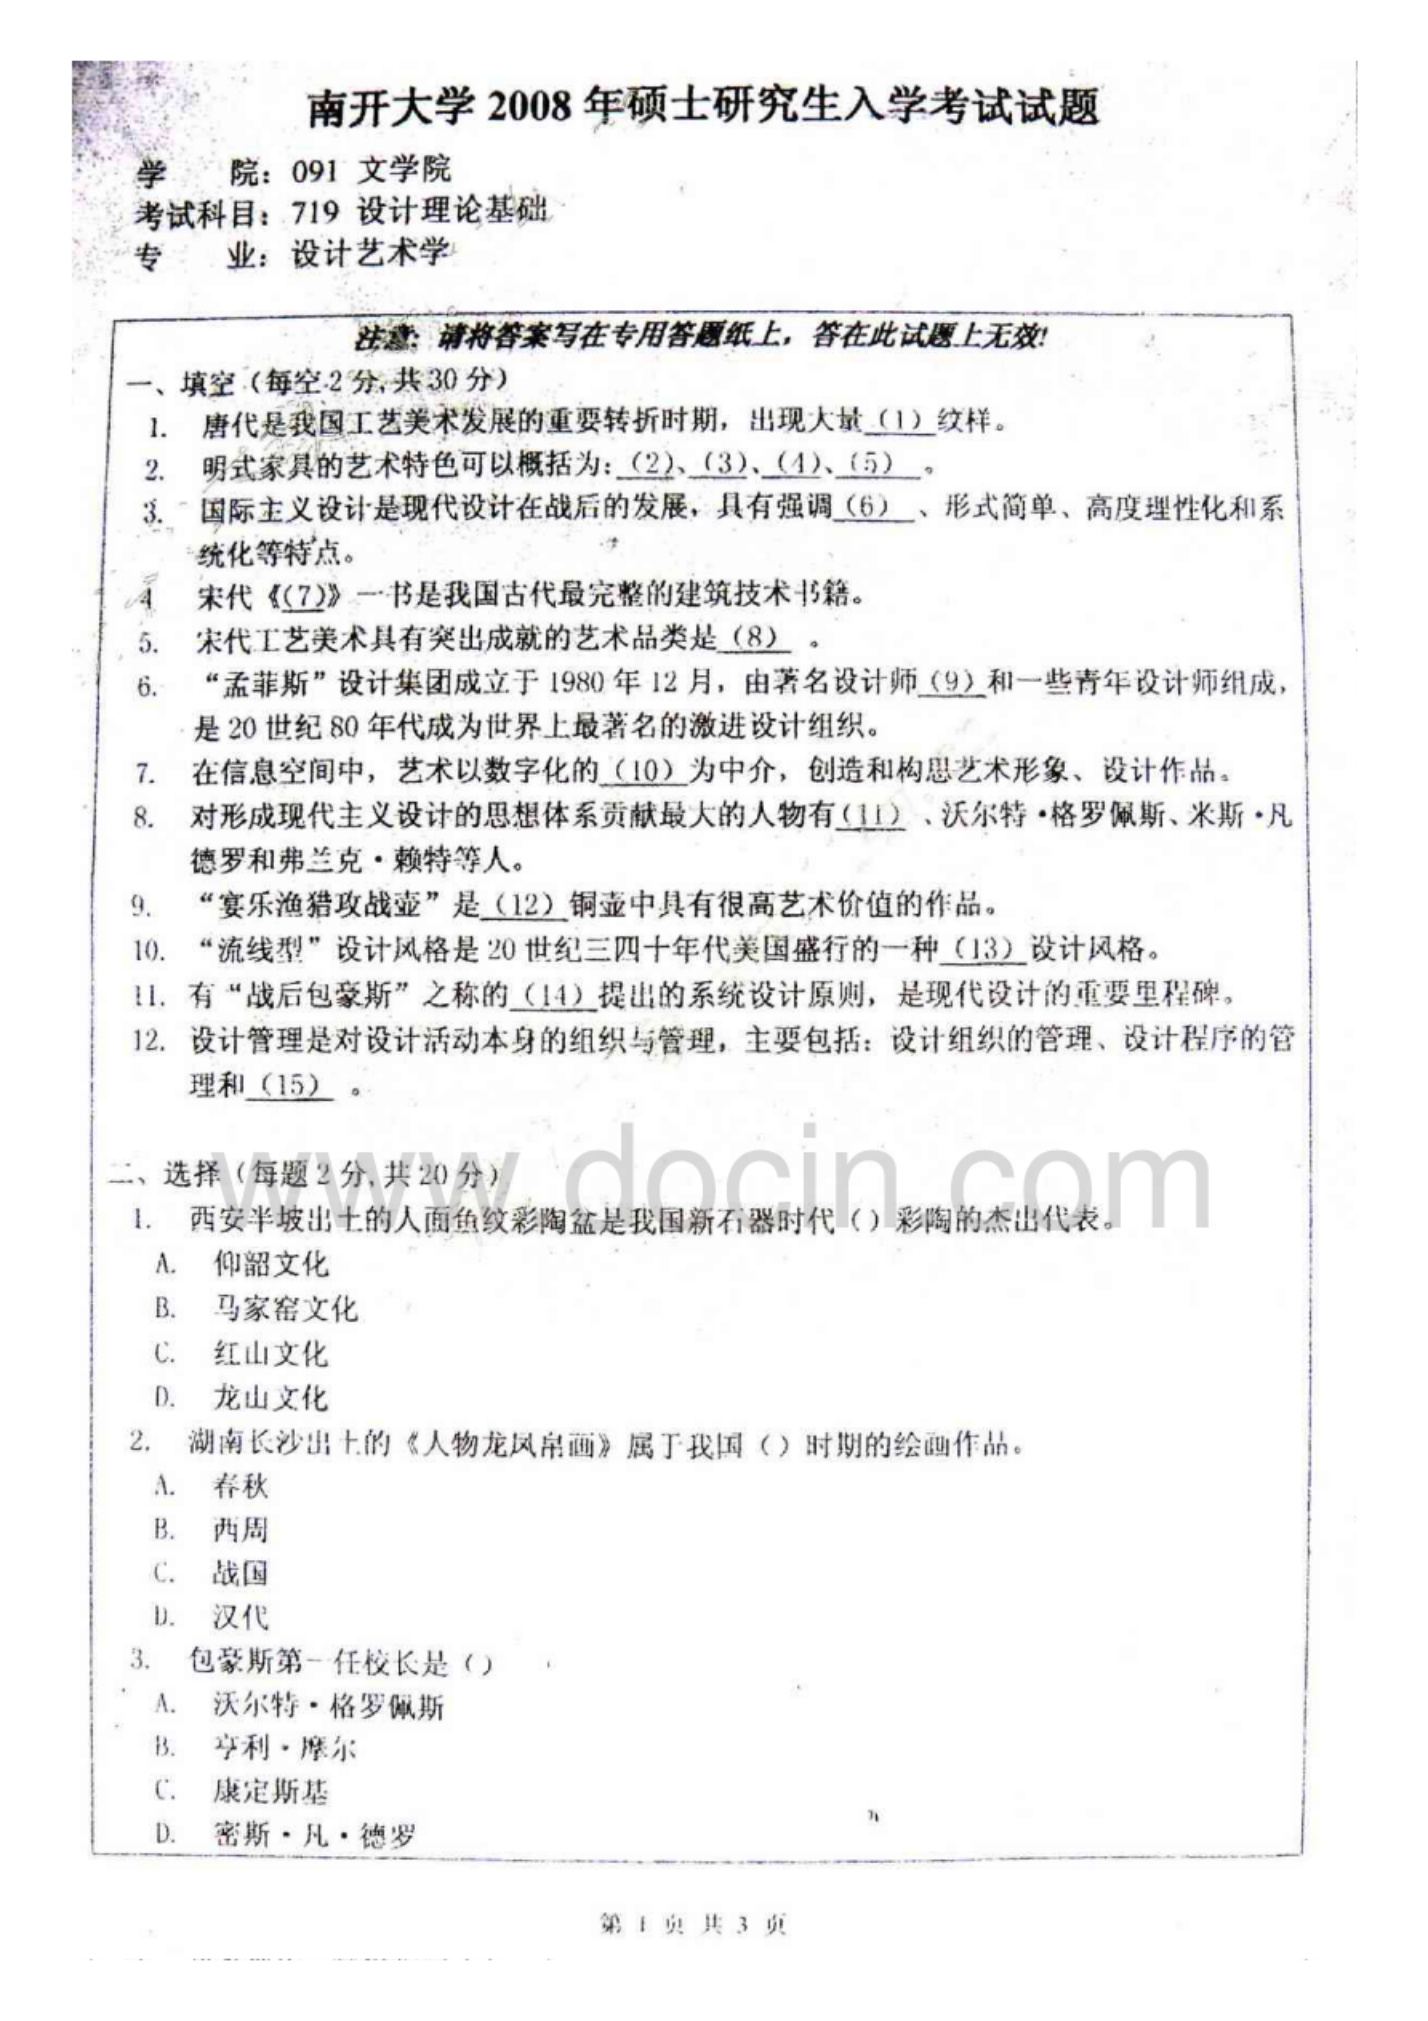 南开大学 2008 年硕士研究生入学考试试题
学 院：091 文学院
考试科目：719 设计理论基础
专 业：设计艺术学
注意：请将答案写在专用答题纸上，答在此试题上无效！
一、填空（每空 2 分,共 30 分）
1. 唐代是我国工艺美术发展的重要转折时期，出现大量（1）纹样。
2. 明式家具的艺术特色可以概括为：（2）、（3）、（4）、（5）。
3. 国际主义设计是现代设计在战后的发展，具有强调（6）、形式简单、高度理性化和系
统化等特点。
4 宋代《（7）》一书是我国古代最完整的建筑技术书籍。
5. 宋代工艺美术具有突出成就的艺术品类是（8）。
6. “孟菲斯”设计集团成立于 1980 年 12 月，由著名设计师（9）和一些青年设计师组成，
是 20 世纪 80 年代成为世界上最著名的激进设计组织。
7. 在信息空间中，艺术以数字化的（10）为中介，创造和构思艺术形象、设计作品。
8. 对形成现代主义设计的思想体系贡献最大的人物有（11）、沃尔特·格罗佩斯、米斯·凡
德罗和弗兰克·赖特等人。
9. “宴乐渔猎攻战壶”是（12）铜壶中具有很高艺术价值的作品。
10. “流线型”设计风格是 20 世纪三四十年代美国盛行的一种（13）设计风格。
11. 有“战后包豪斯”之称的（14）提出的系统设计原则，是现代设计的重要里程碑。
12. 设计管理是对设计活动本身的组织与管理，主要包括：设计组织的管理、设计程序的管
理和（15）。
www.docin.com
二、选择（每题 2 分,共 20 分）
1. 西安半坡出土的人面鱼纹彩陶盆是我国新石器时代（）彩陶的杰出代表。
A. 仰韶文化
B. 马家窑文化
C. 红山文化
D. 龙山文化
2. 湖南长沙出土的《人物龙凤帛画》属于我国（）时期的绘画作品。
A. 春秋
B. 西周
C. 战国
D. 汉代
3. 包豪斯第一任校长是（）
A. 沃尔特·格罗佩斯
B. 亨利·摩尔
C. 康定斯基
D. 密斯·凡·德罗
第 1 页 共 3 页